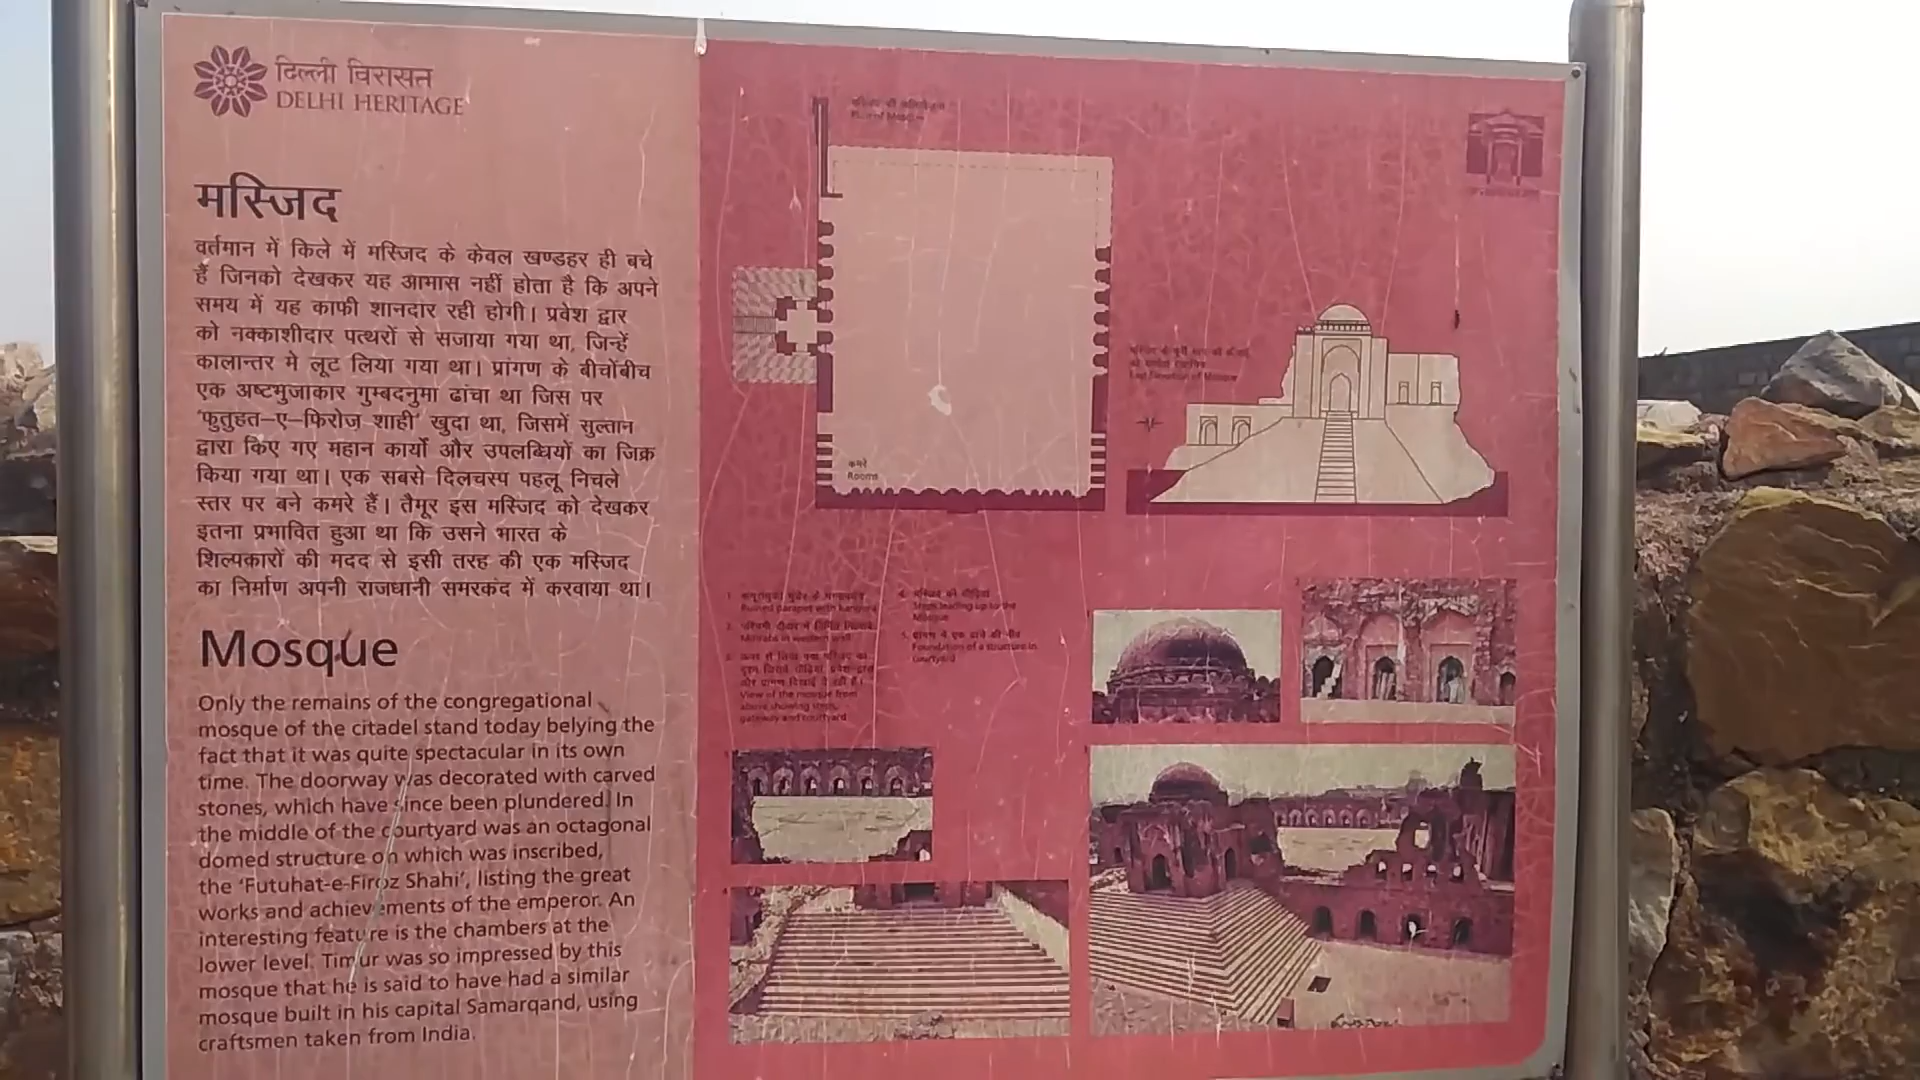 दिल्ली विरासत
DELHI HERITAGE
मस्जिद
वर्तमान में किले में मस्जिद के केवल खण्डहर ही बचे
हैं जिनको देखकर यह आभास नहीं होता है कि अपने
समय में यह काफी शानदार रही होगी। प्रवेश द्वार
को नक्काशीदार पत्थरों से सजाया गया था, जिन्हें
कालान्तर मे लूट लिया गया था। प्रांगण के बीचोंबीच
एक अष्टभुजाकार गुम्बदनुमा ढांचा था जिस पर
'फुतुहत–ए–फिरोज़ शाही' खुदा था, जिसमें सुल्तान
द्वारा किए गए महान कार्यों और उपलब्धियों का जिक्र
किया गया था। एक सबसे दिलचस्प पहलू निचले
स्तर पर बने कमरे हैं। तैमूर इस मस्जिद को देखकर
इतना प्रभावित हुआ था कि उसने भारत के
शिल्पकारों की मदद से इसी तरह की एक मस्जिद
का निर्माण अपनी राजधानी समरकंद में करवाया था।
Mosque
Only the remains of the congregational
mosque of the citadel stand today belying the
fact that it was quite spectacular in its own
time. The doorway was decorated with carved
stones, which have since been plundered. In
the middle of the courtyard was an octagonal
domed structure on which was inscribed,
the 'Futuhat-e-Firoz Shahi', listing the great
works and achievements of the emperor. An
interesting feature is the chambers at the
lower level. Timur was so impressed by this
mosque that he is said to have had a similar
mosque built in his capital Samarqand, using
craftsmen taken from India.
Plan of Mosque
कमरे
Rooms
East Elevation of Mosque
Ruined parapet with
Mihrabs in western wall
View of the mosque from
above showing steps,
gateway and courtyard
4. मस्जिद की सीढ़ियां
Steps leading up to the
Mosque
5. प्रांगण में एक ढांचे की नींव
Foundation of a structure in
courtyard